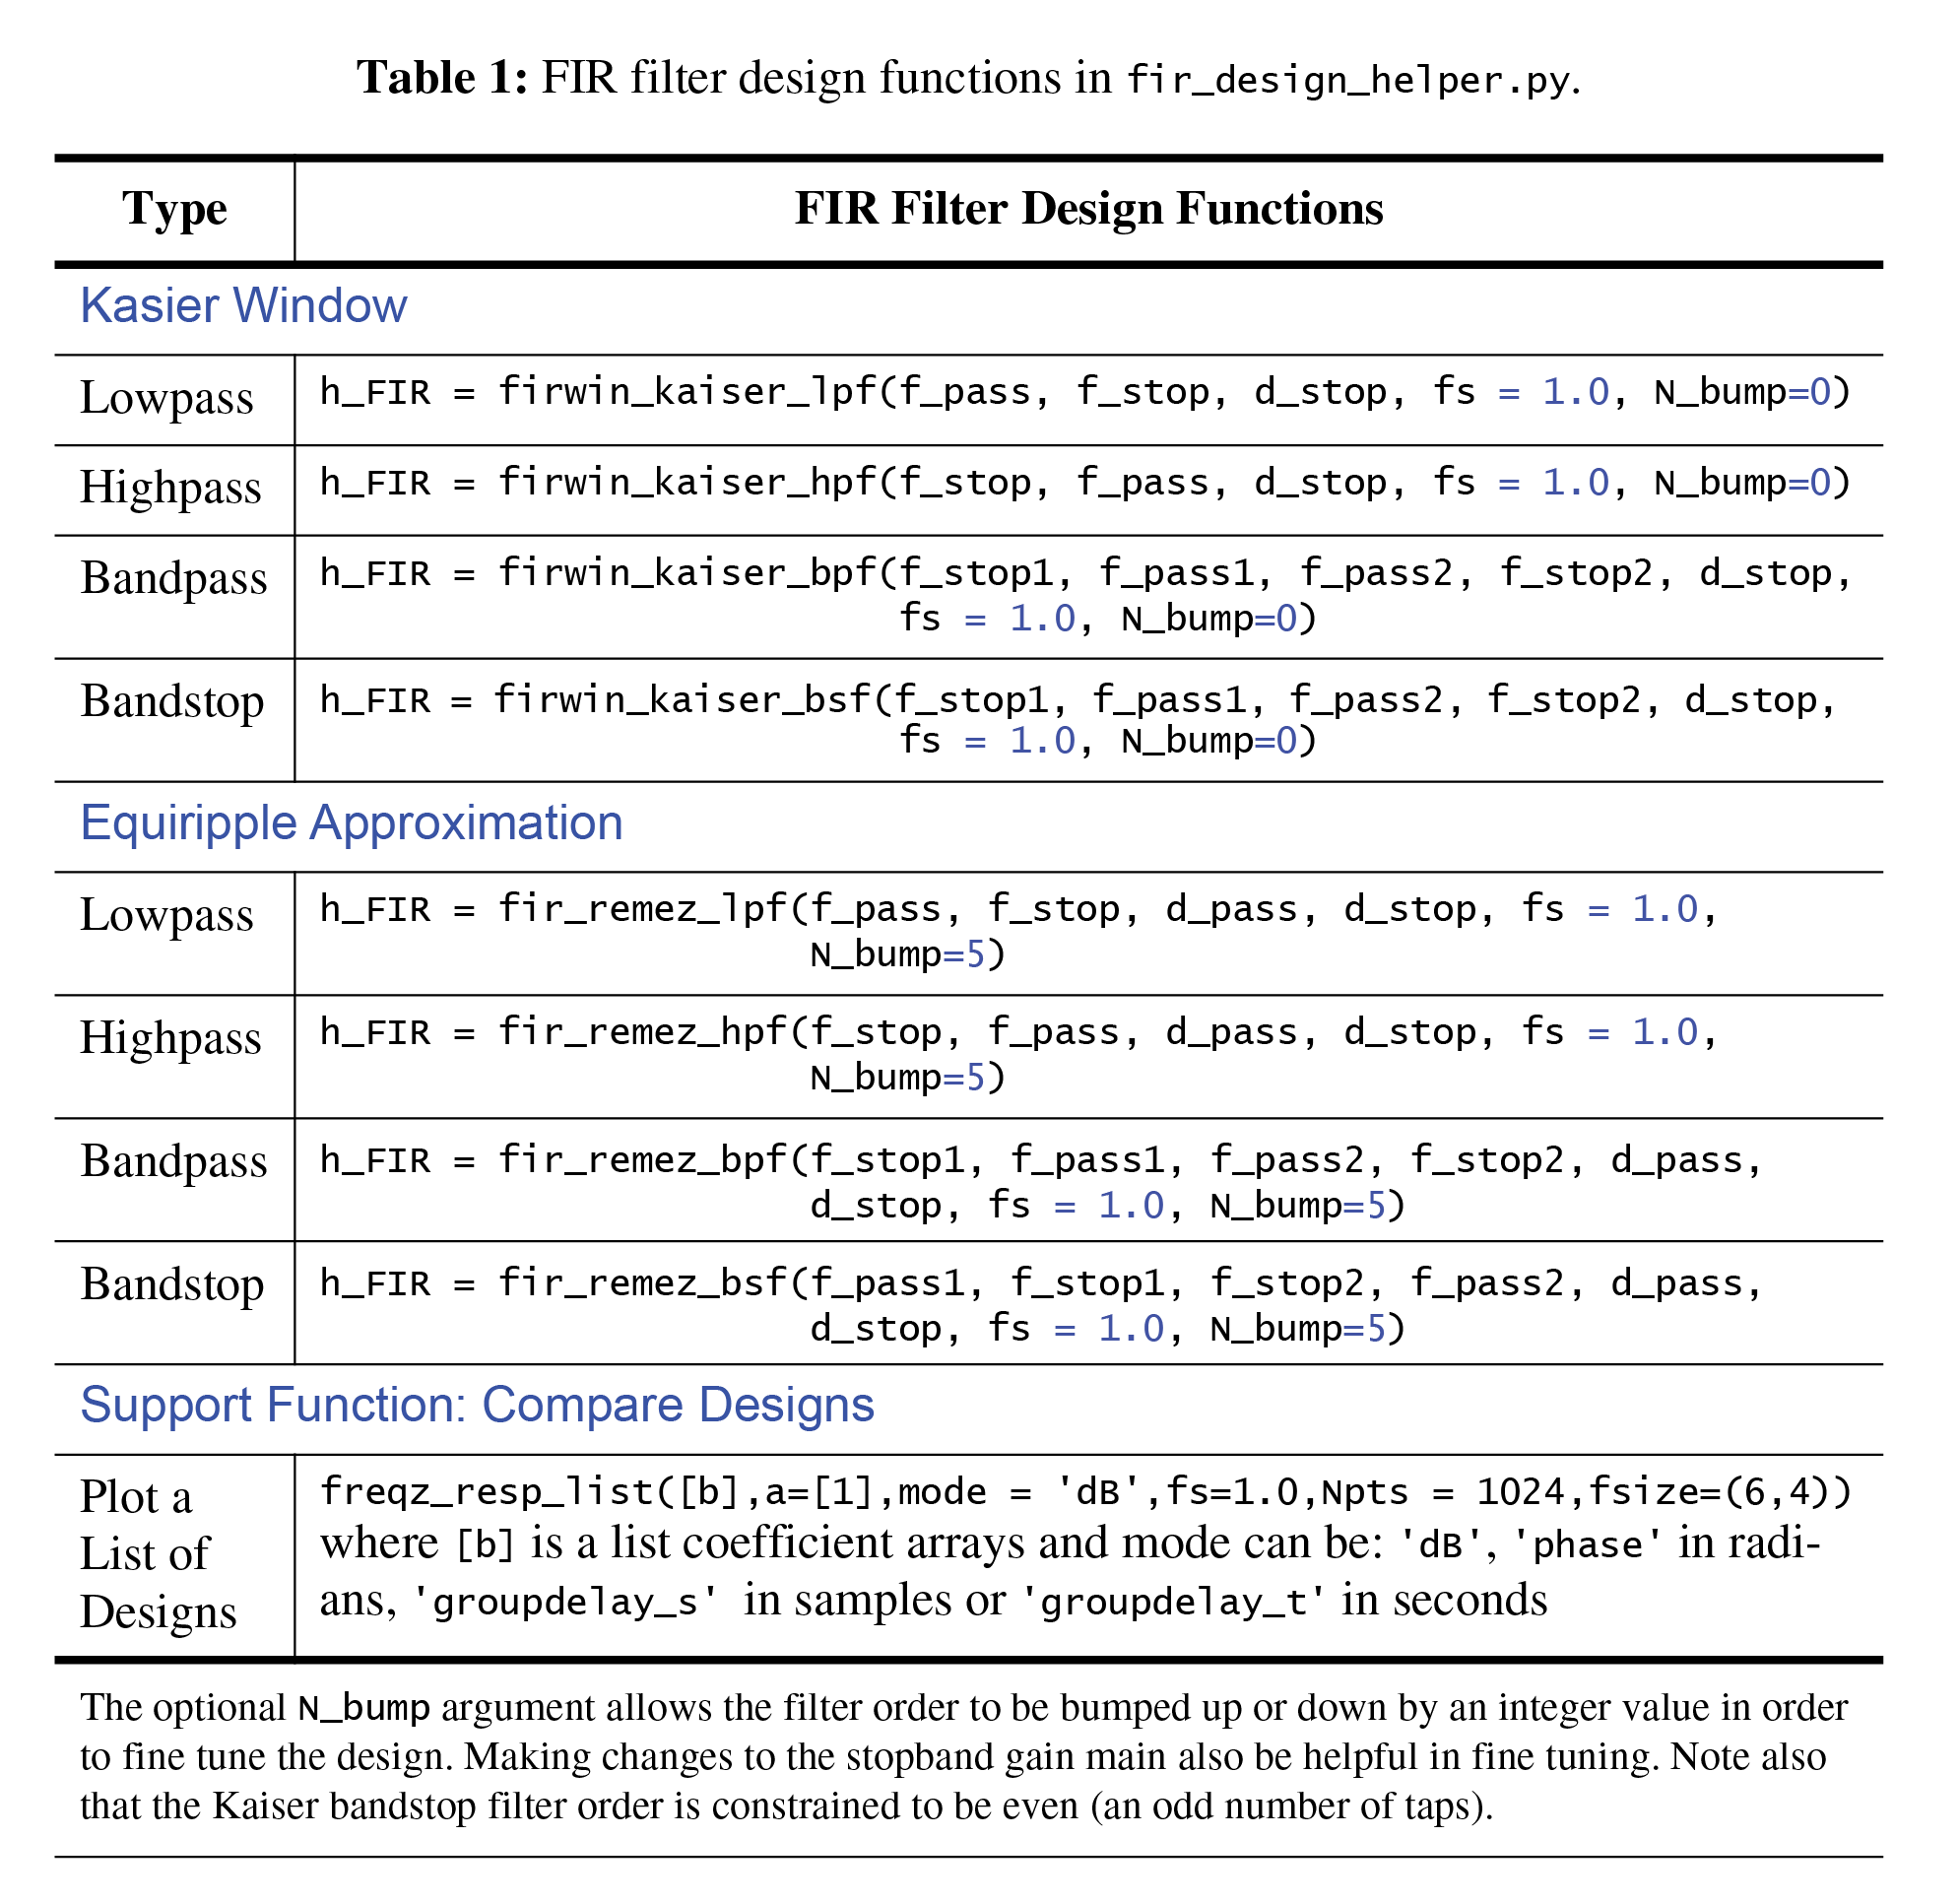 Table 1: FIR filter design functions in fir_design_helper.py.
Type FIR Filter Design Functions
Kasier Window
Lowpass h_FIR = firwin_kaiser_lpf(f_pass, f_stop, d_stop, fs = 1.0, N_bump=0)
Highpass h_FIR = firwin_kaiser_hpf(f_stop, f_pass, d_stop, fs = 1.0, N_bump=0)
Bandpass h_FIR = firwin_kaiser_bpf(f_stop1, f_pass1, f_pass2, f_stop2, d_stop,
fs = 1.0, N_bump=0)
Bandstop h_FIR = firwin_kaiser_bsf(f_stop1, f_pass1, f_pass2, f_stop2, d_stop,
fs = 1.0, N_bump=0)
Equiripple Approximation
Lowpass h_FIR = fir_remez_lpf(f_pass, f_stop, d_pass, d_stop, fs = 1.0,
N_bump=5)
Highpass h_FIR = fir_remez_hpf(f_stop, f_pass, d_pass, d_stop, fs = 1.0,
N_bump=5)
Bandpass h_FIR = fir_remez_bpf(f_stop1, f_pass1, f_pass2, f_stop2, d_pass,
d_stop, fs = 1.0, N_bump=5)
Bandstop h_FIR = fir_remez_bsf(f_pass1, f_stop1, f_stop2, f_pass2, d_pass,
d_stop, fs = 1.0, N_bump=5)
Support Function: Compare Designs
Plot a
List of
Designs
freqz_resp_list([b],a=[1],mode = 'dB',fs=1.0,Npts = 1024,fsize=(6,4))
where [b] is a list coefficient arrays and mode can be: 'dB', 'phase' in radi-
ans, 'groupdelay_s' in samples or 'groupdelay_t' in seconds
The optional N_bump argument allows the filter order to be bumped up or down by an integer value in order
to fine tune the design. Making changes to the stopband gain main also be helpful in fine tuning. Note also
that the Kaiser bandstop filter order is constrained to be even (an odd number of taps).